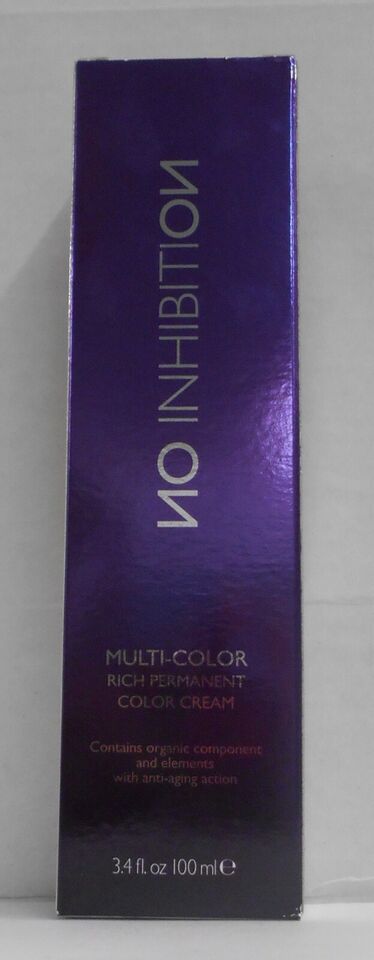 NO INHIBITION
MULTI-COLOR
RICH PERMANENT
COLOR CREAM
Contains organic component
and elements
with anti-aging action
3.4 fl. oz 100 ml ℮